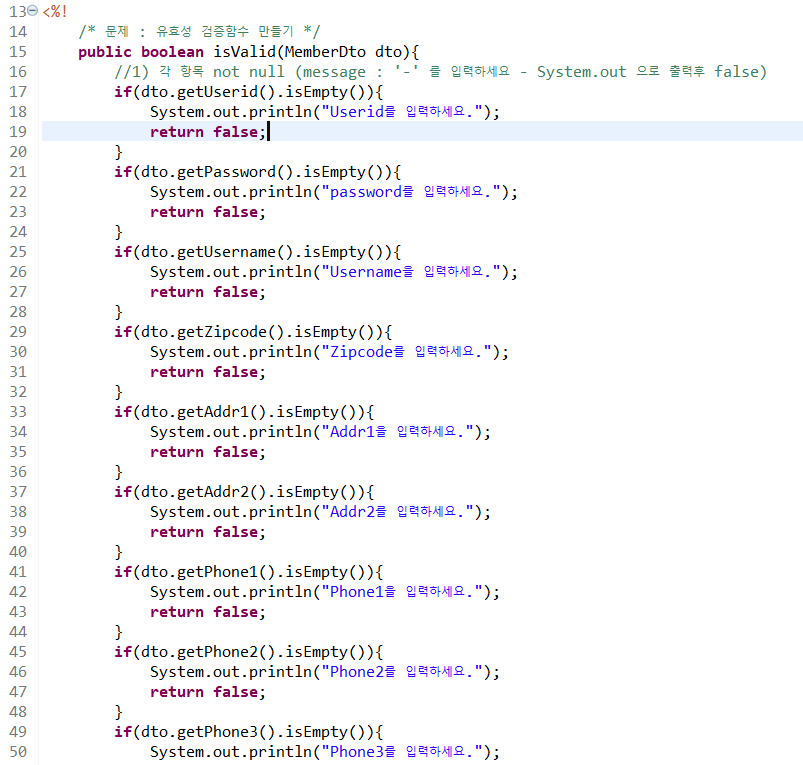 13 <%!
14 /* 문제 : 유효성 검증함수 만들기 */
15 public boolean isValid(MemberDto dto){
16 //1) 각 항목 not null (message : '-' 를 입력하세요 - System.out 으로 출력후 false)
17 if(dto.getUserid().isEmpty()){
18 System.out.println("Userid를 입력하세요.");
19 return false;
20 }
21 if(dto.getPassword().isEmpty()){
22 System.out.println("password를 입력하세요.");
23 return false;
24 }
25 if(dto.getUsername().isEmpty()){
26 System.out.println("Username를 입력하세요.");
27 return false;
28 }
29 if(dto.getZipcode().isEmpty()){
30 System.out.println("Zipcode를 입력하세요.");
31 return false;
32 }
33 if(dto.getAddr1().isEmpty()){
34 System.out.println("Addr1를 입력하세요.");
35 return false;
36 }
37 if(dto.getAddr2().isEmpty()){
38 System.out.println("Addr2를 입력하세요.");
39 return false;
40 }
41 if(dto.getPhone1().isEmpty()){
42 System.out.println("Phone1를 입력하세요.");
43 return false;
44 }
45 if(dto.getPhone2().isEmpty()){
46 System.out.println("Phone2를 입력하세요.");
47 return false;
48 }
49 if(dto.getPhone3().isEmpty()){
50 System.out.println("Phone3를 입력하세요.");